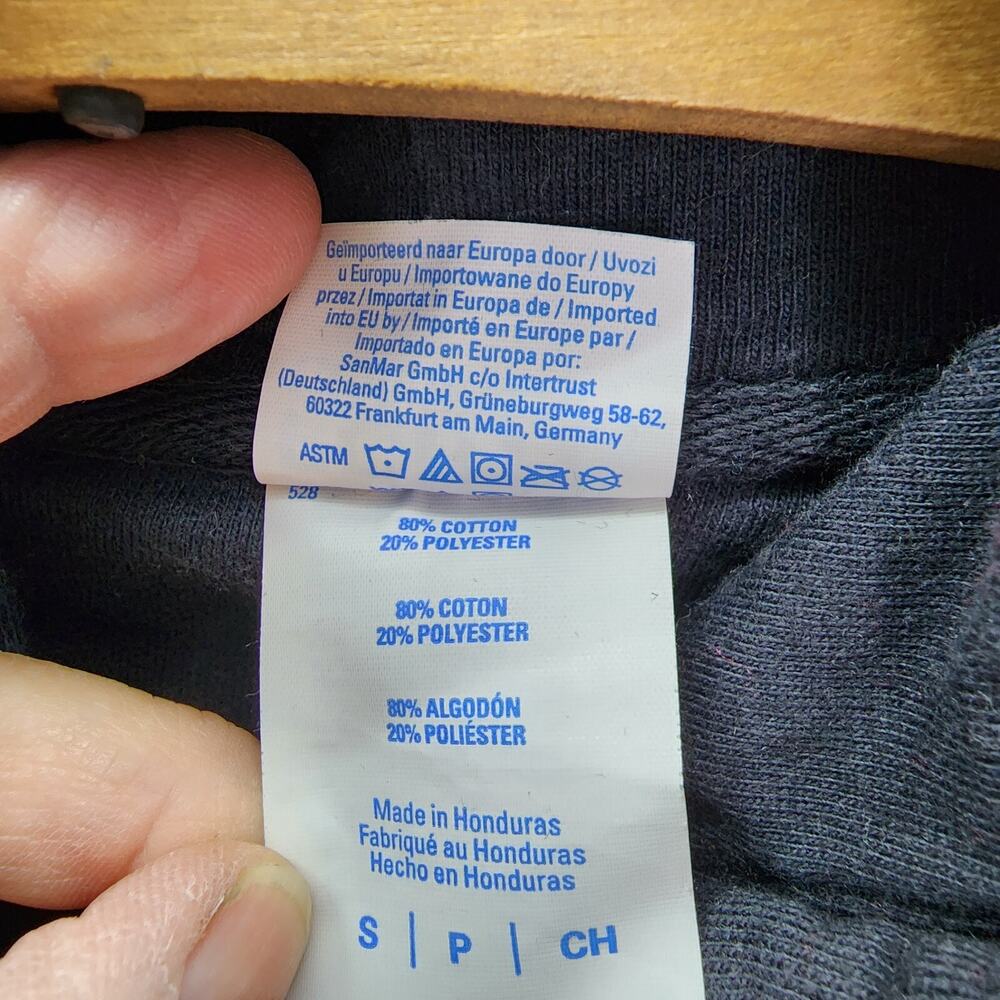 Geïmporteerd naar Europa door / Uvozi
u Europu / Importowane do Europy
przez / Importat in Europa de / Imported
into EU by / Importé en Europe par /
Importado en Europa por:
SanMar GmbH c/o Intertrust
(Deutschland) GmbH, Grüneburgweg 58-62,
60322 Frankfurt am Main, Germany
ASTM
528
80% COTTON
20% POLYESTER
80% COTON
20% POLYESTER
80% ALGODÓN
20% POLIÉSTER
Made in Honduras
Fabriqué au Honduras
Hecho en Honduras
S | P | CH